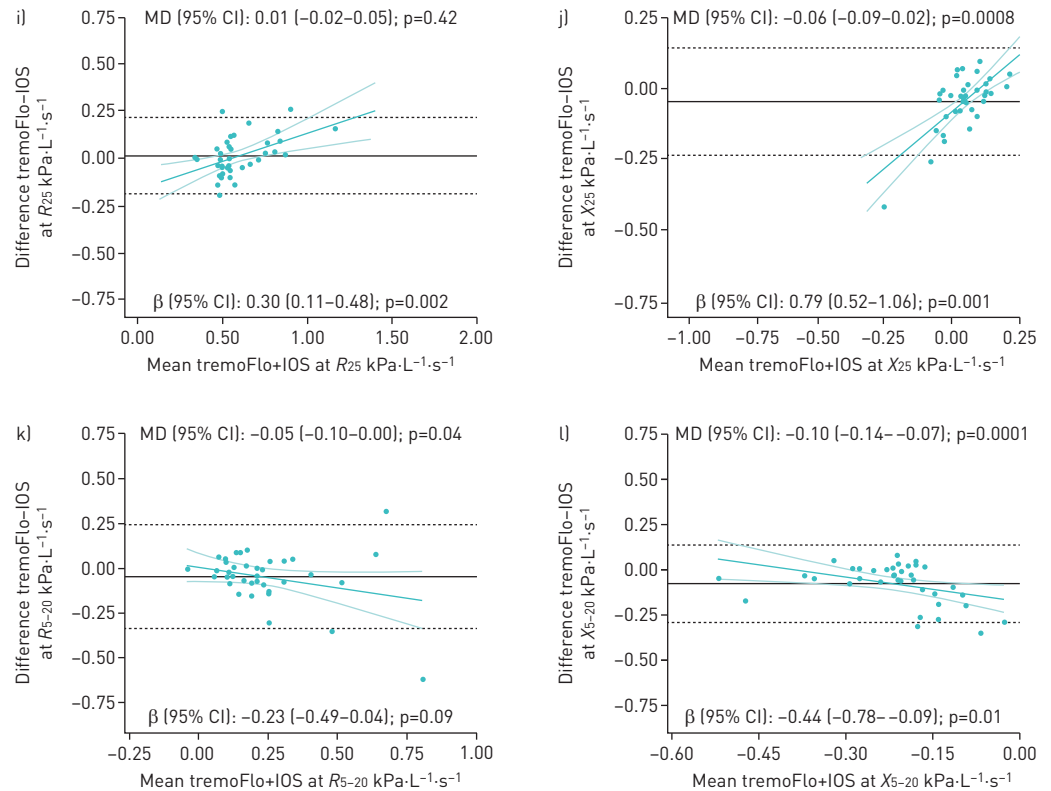 i)
MD (95% CI): 0.01 (−0.02–0.05); p=0.42
0.75
0.50
0.25
0.00
−0.25
−0.50
−0.75
Difference tremoFlo–IOS
at R25 kPa·L−1·s−1
β (95% CI): 0.30 (0.11–0.48); p=0.002
0.00 0.50 1.00 1.50 2.00
Mean tremoFlo+IOS at R25 kPa·L−1·s−1
j)
MD (95% CI): −0.06 (−0.09–0.02); p=0.0008
0.25
0.00
−0.25
−0.50
−0.75
Difference tremoFlo–IOS
at X25 kPa·L−1·s−1
β (95% CI): 0.79 (0.52–1.06); p=0.001
−1.00 −0.75 −0.50 −0.25 0.00 0.25
Mean tremoFlo+IOS at X25 kPa·L−1·s−1
k)
MD (95% CI): −0.05 (−0.10–0.00); p=0.04
0.75
0.50
0.25
0.00
−0.25
−0.50
−0.75
Difference tremoFlo–IOS
at R5–20 kPa·L−1·s−1
β (95% CI): −0.23 (−0.49–0.04); p=0.09
−0.25 0.00 0.25 0.50 0.75 1.00
Mean tremoFlo+IOS at R5–20 kPa·L−1·s−1
l)
MD (95% CI): −0.10 (−0.14–−0.07); p=0.0001
0.75
0.50
0.25
0.00
−0.25
−0.50
−0.75
Difference tremoFlo–IOS
at X5–20 kPa·L−1·s−1
β (95% CI): −0.44 (−0.78–−0.09); p=0.01
−0.60 −0.45 −0.30 −0.15 0.00
Mean tremoFlo+IOS at X5–20 kPa·L−1·s−1